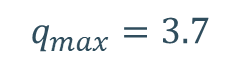 q_max = 3.7